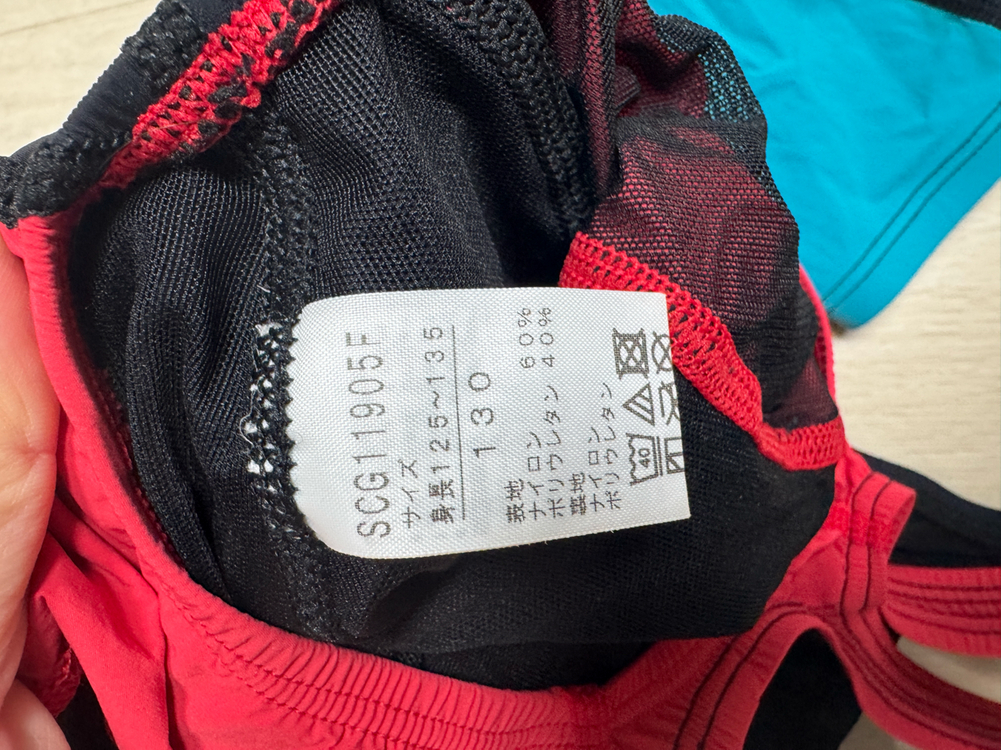 SCG11905F
サイズ
身長125~135
130
表地
ナイロン 60%
ポリウレタン 40%
裏地
ナイロン
ポリウレタン
40